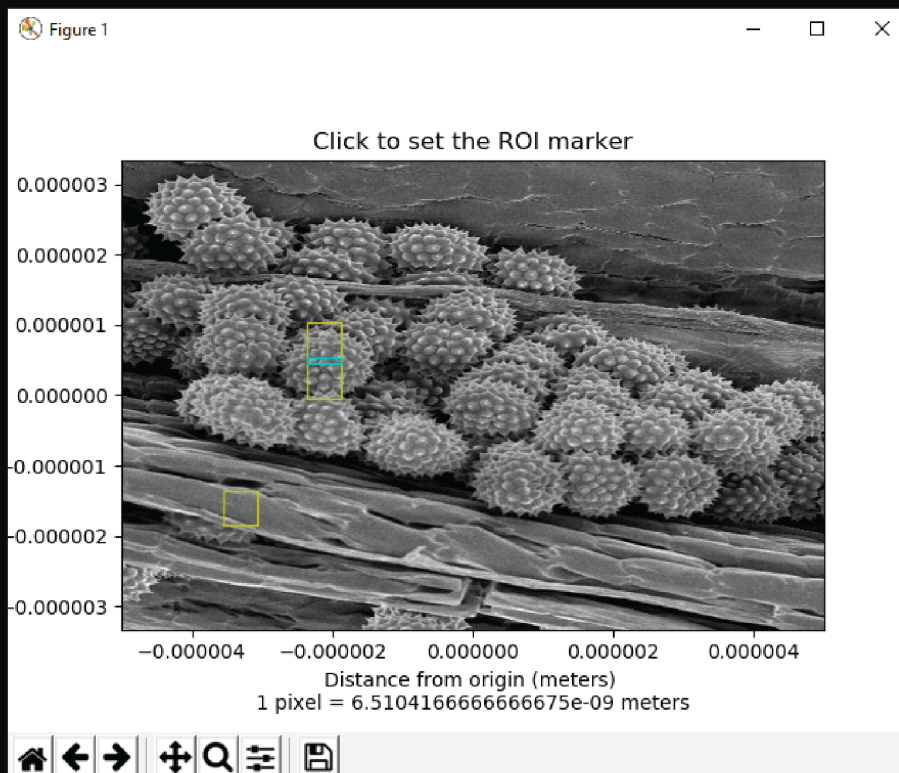 Figure 1
Click to set the ROI marker
0.000003
0.000002
0.000001
0.000000
-0.000001
-0.000002
-0.000003
−0.000004 −0.000002 0.000000 0.000002 0.000004
Distance from origin (meters)
1 pixel = 6.5104166666666675e-09 meters